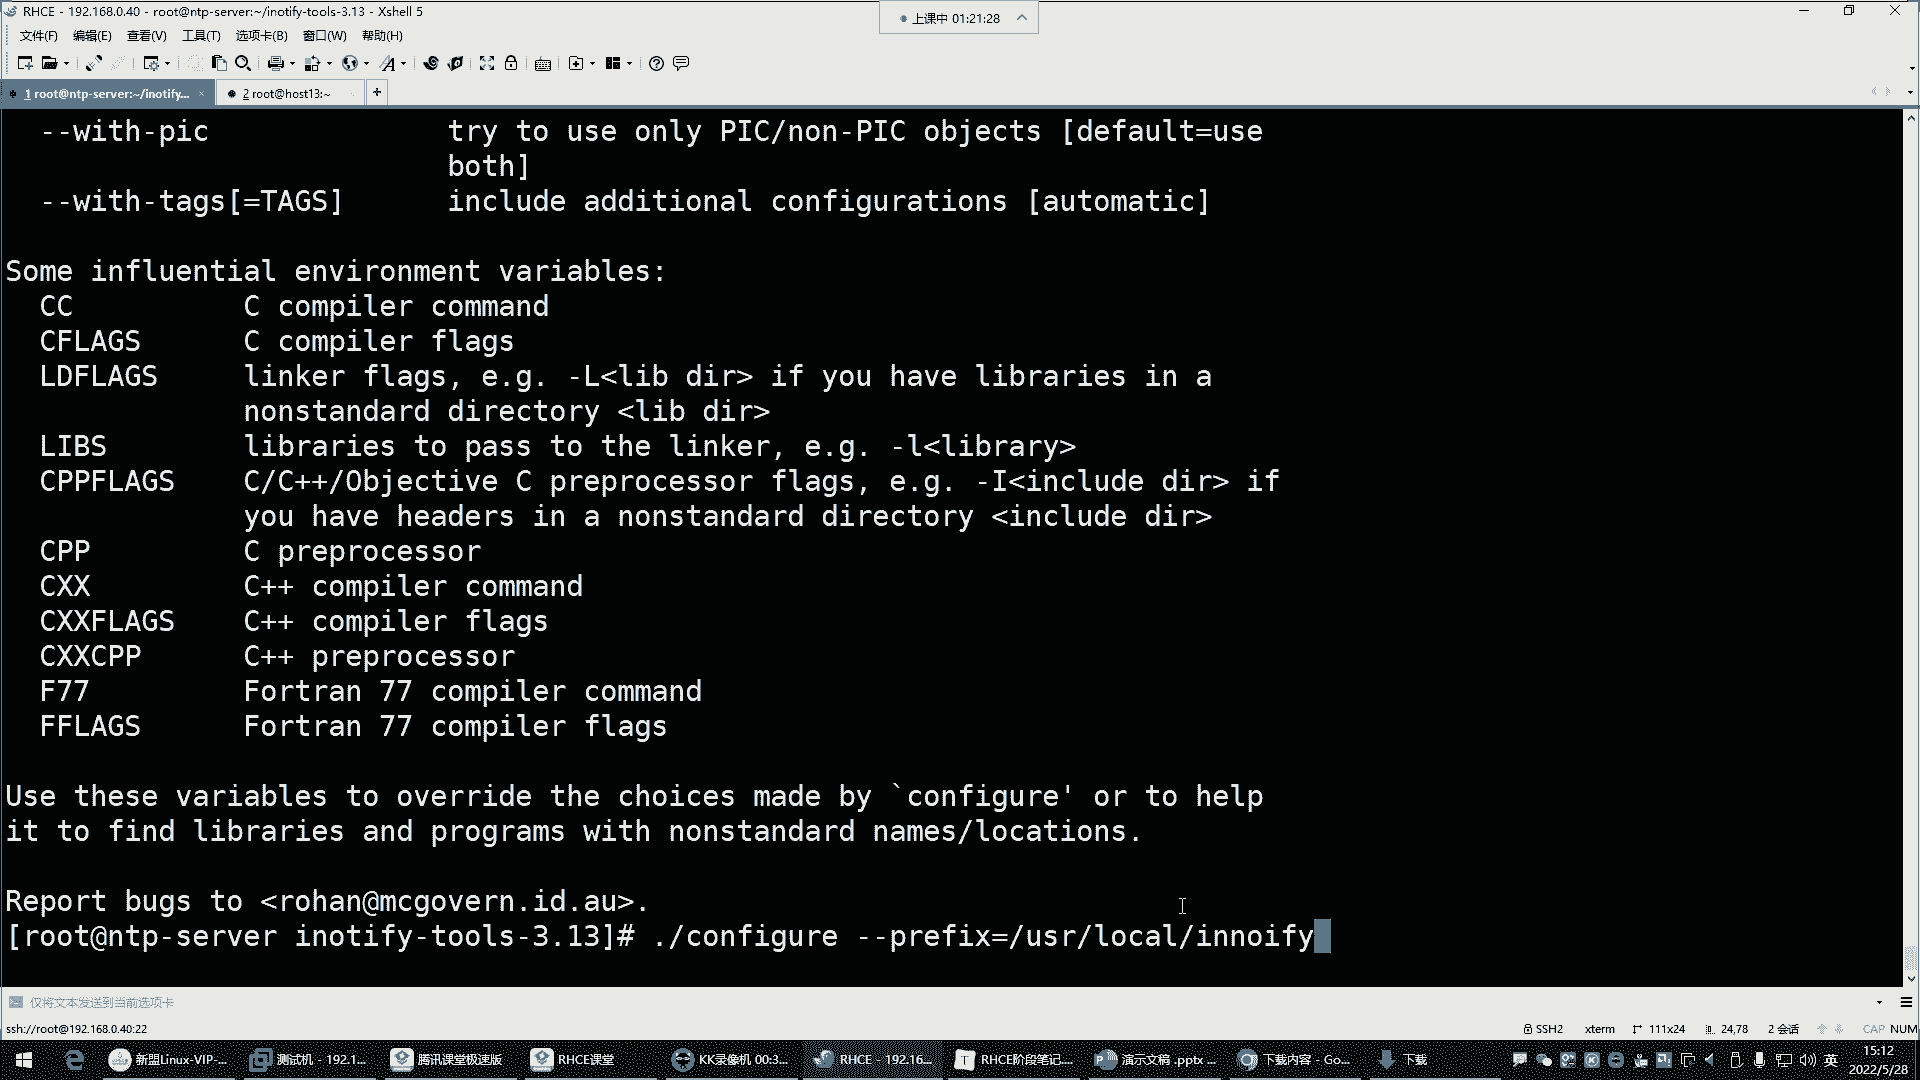 RHCE - 192.168.0.40 - root@ntp-server:~/inotify-tools-3.13 - Xshell 5
上课中 01:21:28
文件(F) 编辑(E) 查看(V) 工具(T) 选项卡(B) 窗口(W) 帮助(H)
1 root@ntp-server:~/inotify... × 2 root@host13:~ +
--with-pic try to use only PIC/non-PIC objects [default=use
both]
--with-tags[=TAGS] include additional configurations [automatic]
Some influential environment variables:
CC C compiler command
CFLAGS C compiler flags
LDFLAGS linker flags, e.g. -L<lib dir> if you have libraries in a
nonstandard directory <lib dir>
LIBS libraries to pass to the linker, e.g. -l<library>
CPPFLAGS C/C++/Objective C preprocessor flags, e.g. -I<include dir> if
you have headers in a nonstandard directory <include dir>
CPP C preprocessor
CXX C++ compiler command
CXXFLAGS C++ compiler flags
CXXCPP C++ preprocessor
F77 Fortran 77 compiler command
FFLAGS Fortran 77 compiler flags
Use these variables to override the choices made by `configure' or to help
it to find libraries and programs with nonstandard names/locations.
Report bugs to <rohan@mcgovern.id.au>.
[root@ntp-server inotify-tools-3.13]# ./configure --prefix=/usr/local/innoify
仅将文本发送到当前选项卡
ssh://root@192.168.0.40:22 SSH2 xterm 111x24 24,78 2 会话 CAP NUM
新盟Linux-VIP-... 测试机 - 192.1... 腾讯课堂极速版 RHCE课堂 KK录像机 00:3... RHCE - 192.16... RHCE阶段笔记.... 演示文稿 .pptx ... 下载内容 - Go... 下载 英 15:12
2022/5/28